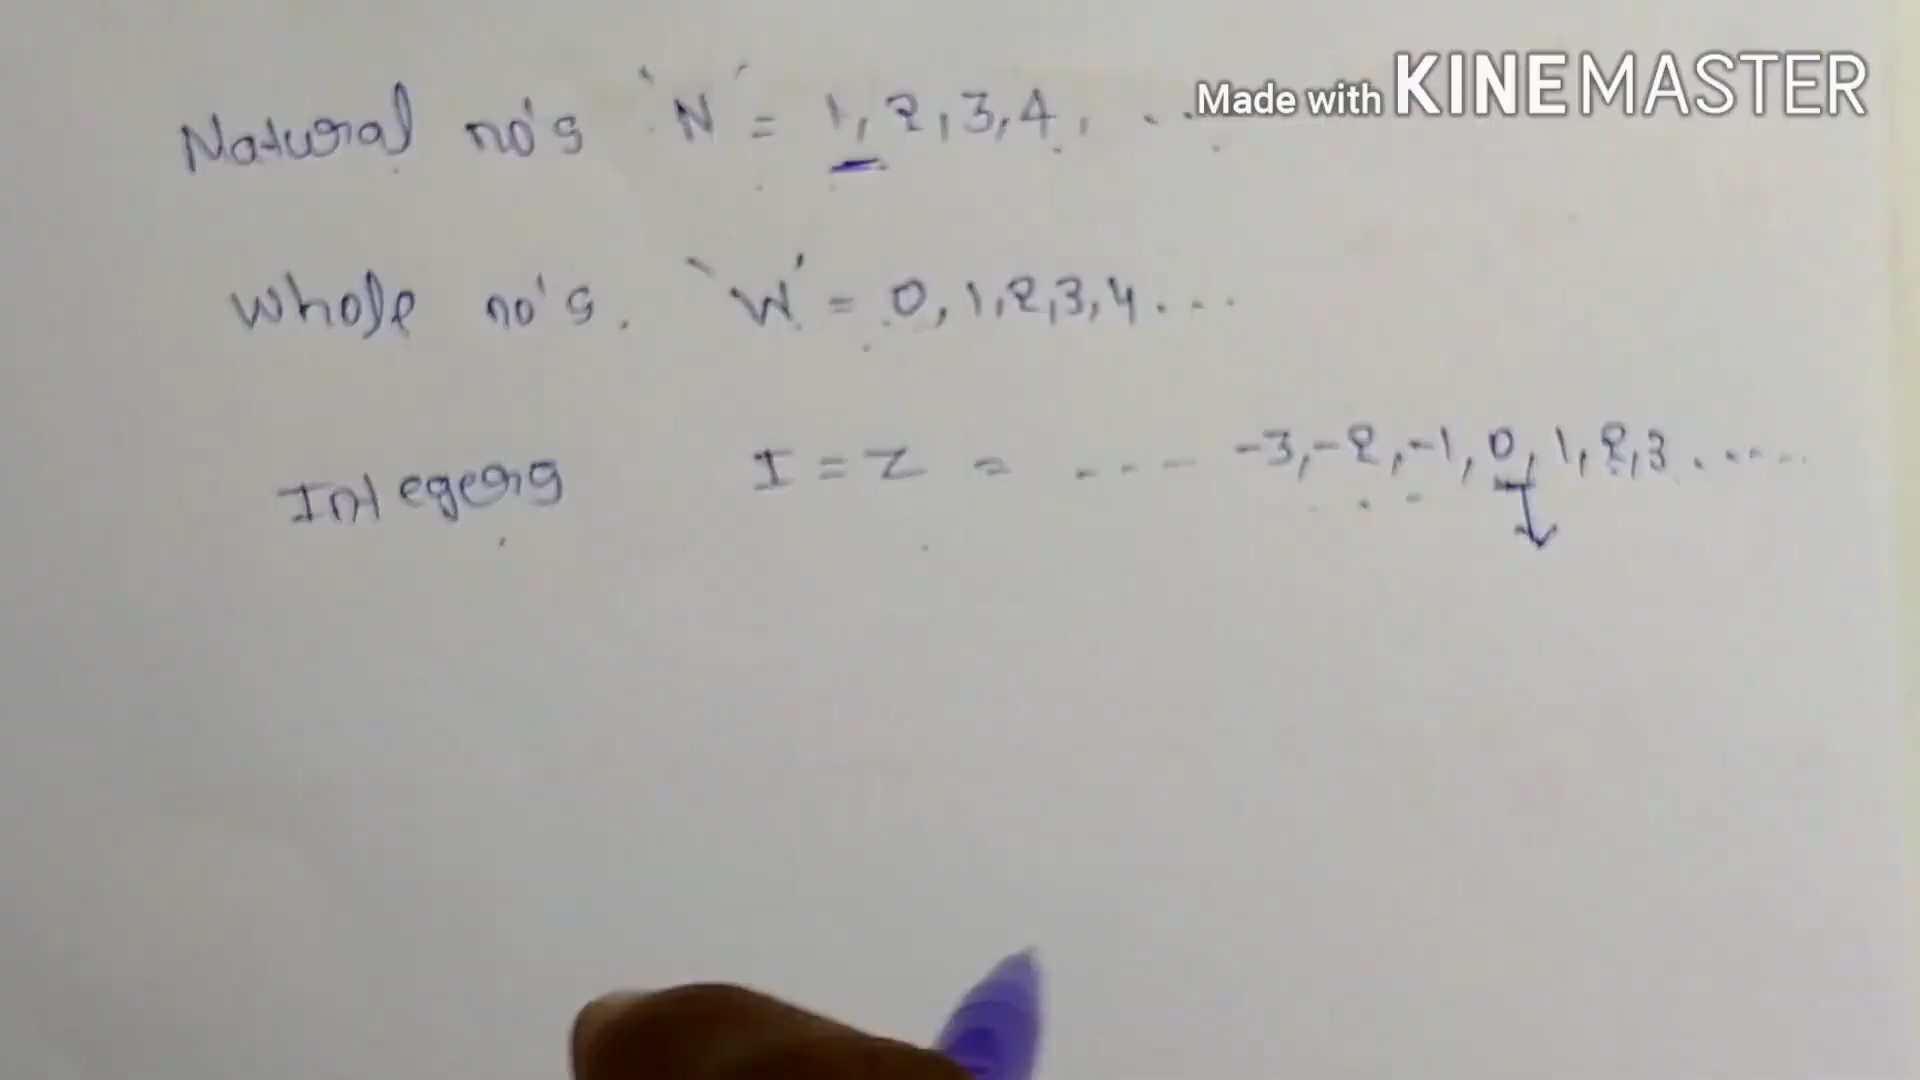 Natural no's 'N' = 1, 2, 3, 4, ...
Made with KINEMASTER
Whole no's. 'W' = 0, 1, 2, 3, 4 ...
Integers I = Z = ---- -3, -2, -1, 0, 1, 2, 3 .....